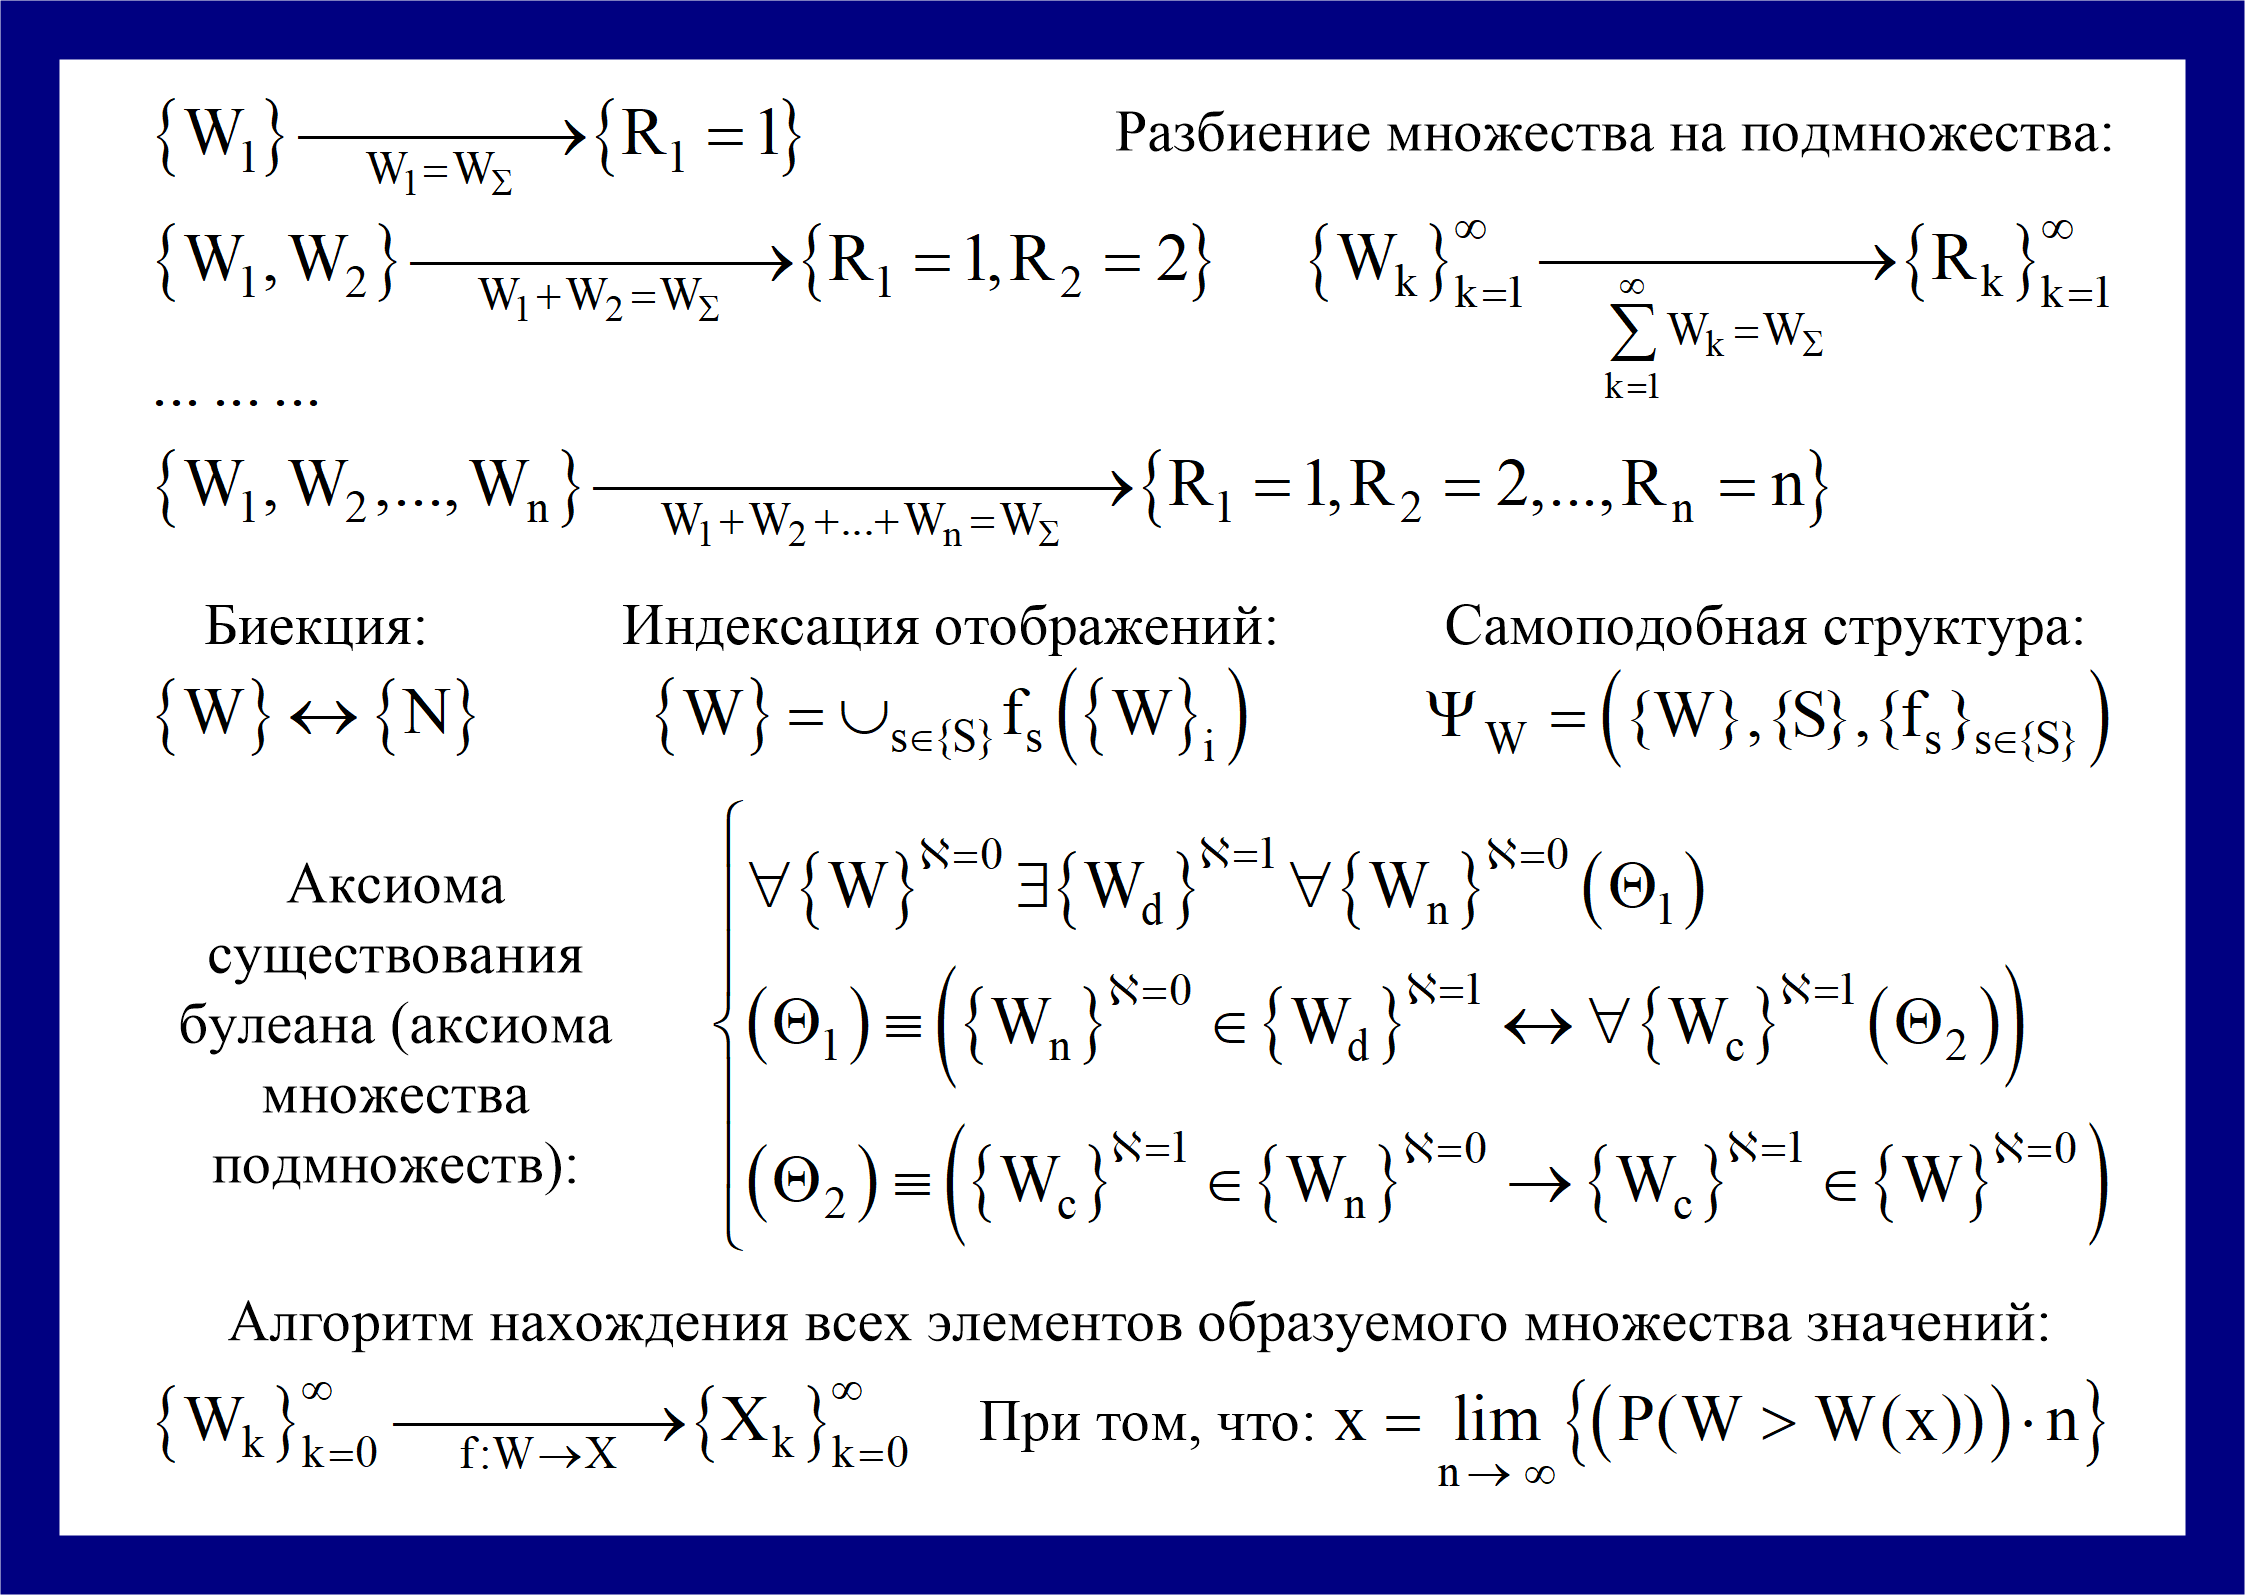 {W₁} ⟶ {R₁ = 1}
W₁=W_Σ
Разбиение множества на подмножества:
{W₁, W₂} ⟶ {R₁ = 1, R₂ = 2}
W₁+W₂=W_Σ
{W_k}_{k=1}^∞ ⟶ {R_k}_{k=1}^∞
∑_{k=1}^∞ W_k=W_Σ
... ... ...
{W₁, W₂,..., W_n} ⟶ {R₁ = 1, R₂ = 2,..., R_n = n}
W₁+W₂+...+W_n=W_Σ
Биекция:
{W} ↔ {N}
Индексация отображений:
{W} = ∪_{s∈{S}} f_s ({W}_i)
Самоподобная структура:
Ψ_W = ({W}, {S}, {f_s}_{s∈{S}})
Аксиома
существования
булеана (аксиома
множества
подмножеств):
∀{W}^{ℵ=0} ∃{W_d}^{ℵ=1} ∀{W_n}^{ℵ=0} (Θ₁)
(Θ₁) ≡ ({W_n}^{ℵ=0} ∈ {W_d}^{ℵ=1} ↔ ∀{W_c}^{ℵ=1} (Θ₂))
(Θ₂) ≡ ({W_c}^{ℵ=1} ∈ {W_n}^{ℵ=0} → {W_c}^{ℵ=1} ∈ {W}^{ℵ=0})
Алгоритм нахождения всех элементов образуемого множества значений:
{W_k}_{k=0}^∞ ⟶ {X_k}_{k=0}^∞
f:W→X
При том, что: x = lim_{n→∞} {(P(W > W(x))) · n}